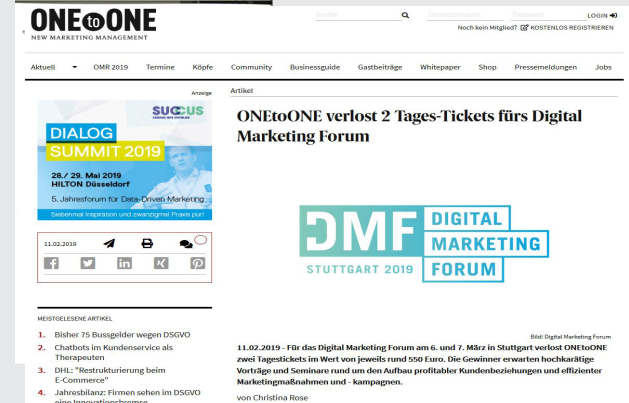 ONE to ONE
NEW MARKETING MANAGEMENT
Suche
Benutzername
Passwort
LOGIN
Noch kein Mitglied? KOSTENLOS REGISTRIEREN
Aktuell OMR 2019 Termine Köpfe Community Businessguide Gastbeiträge Whitepaper Shop Pressemeldungen Jobs
Anzeige
SUCCUS
DIALOG
SUMMIT 2019
28./ 29. Mai 2019
HILTON Düsseldorf
5. Jahresforum für Data-Driven Marketing
Siebenmal Inspiration und zwanzigmal Praxis pur!
11.02.2019
MEISTGELESENE ARTIKEL
1. Bisher 75 Bussgelder wegen DSGVO
2. Chatbots im Kundenservice als
Therapeuten
3. DHL: "Restrukturierung beim
E-Commerce"
4. Jahresbilanz: Firmen sehen im DSGVO
eine Innovationsbremse
Artikel
ONEtoONE verlost 2 Tages-Tickets fürs Digital
Marketing Forum
DMF
STUTTGART 2019
DIGITAL
MARKETING
FORUM
Bild: Digital Marketing Forum
11.02.2019 - Für das Digital Marketing Forum am 6. und 7. März in Stuttgart verlost ONEtoONE
zwei Tagestickets im Wert von jeweils rund 550 Euro. Die Gewinner erwarten hochkarätige
Vorträge und Seminare rund um den Aufbau profitabler Kundenbeziehungen und effizienter
Marketingmaßnahmen und - kampagnen.
von Christina Rose